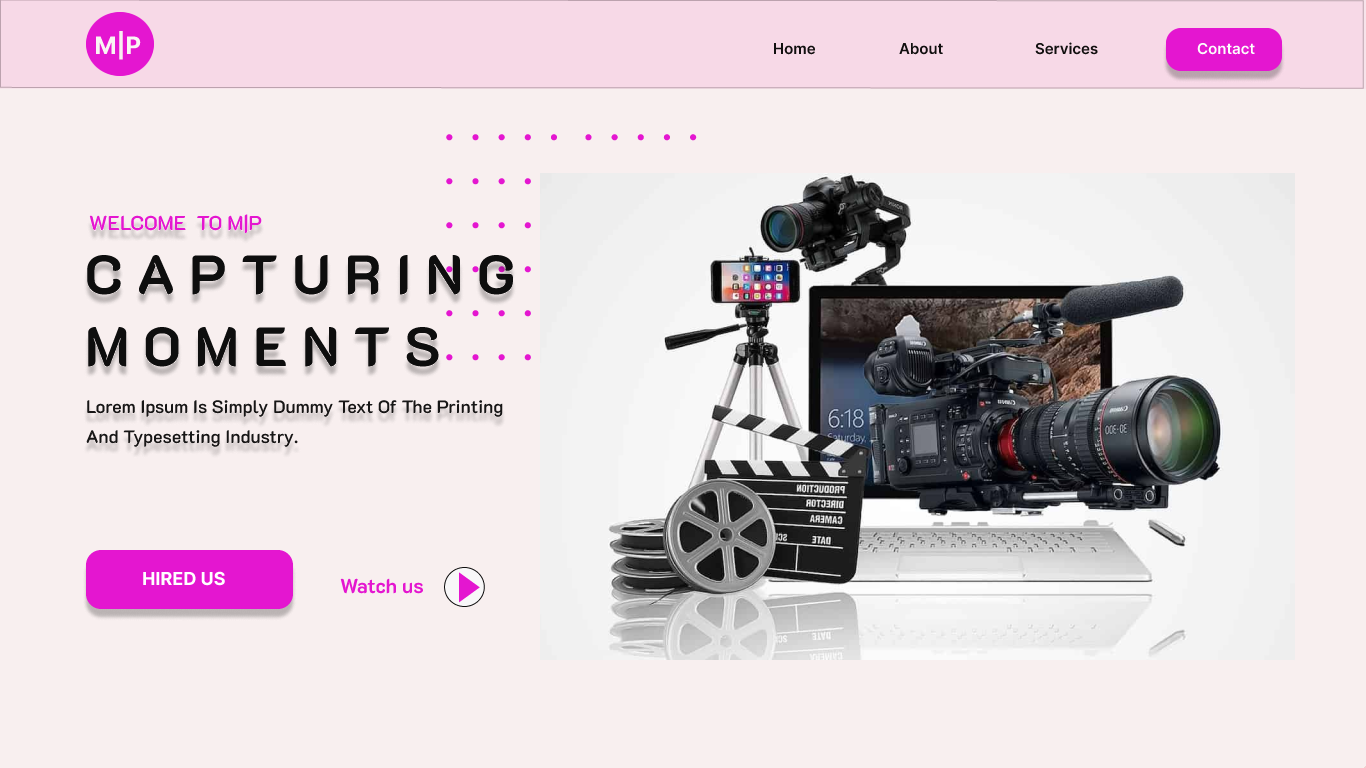 M|P
Home
About
Services
Contact
WELCOME TO M|P
CAPTURING
MOMENTS
Lorem Ipsum Is Simply Dummy Text Of The Printing
And Typesetting Industry.
HIRED US
Watch us
6:18
Saturday,
Canon
PRODUCTION
DIRECTOR
CAMERA
DATE